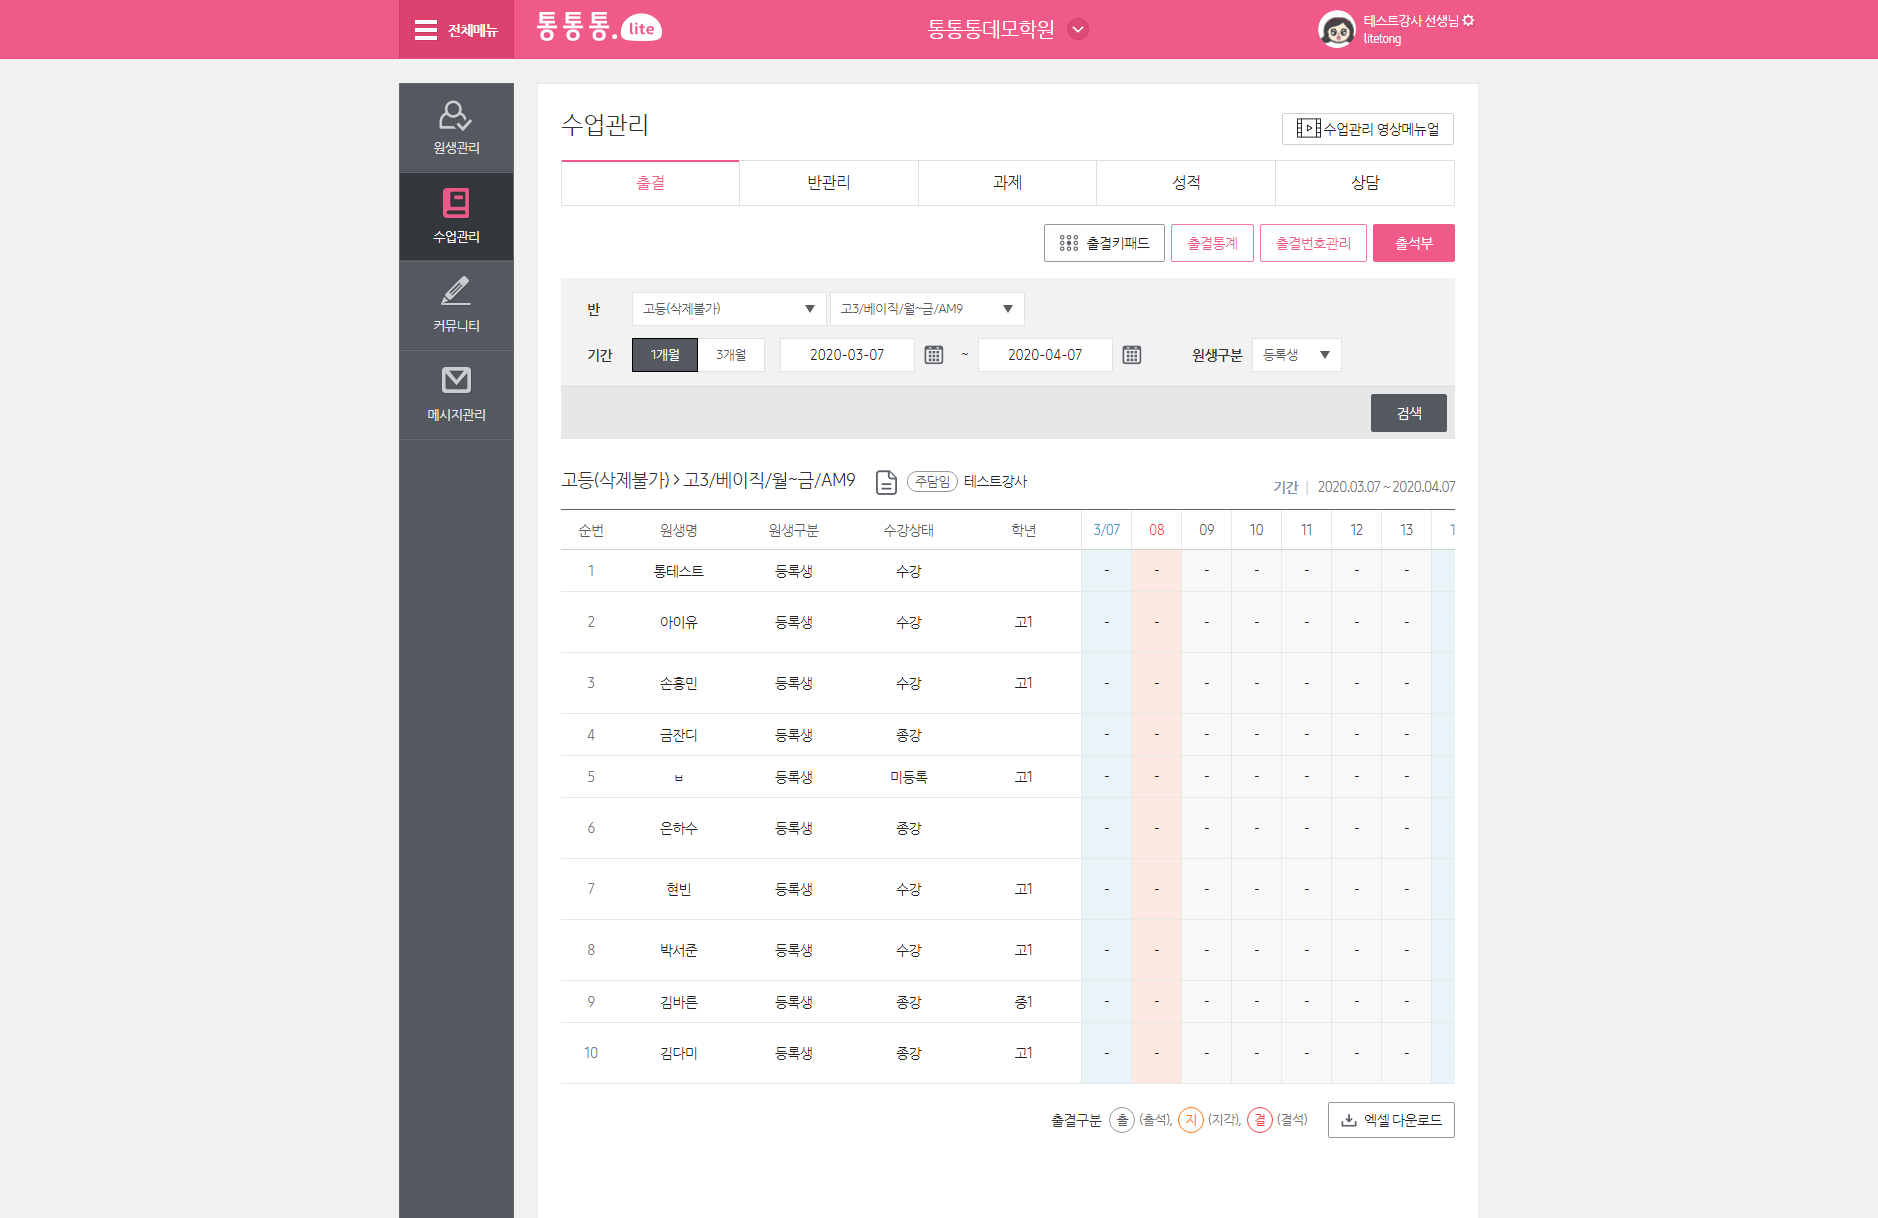 전체메뉴
통통통.lite
통통통데모학원
테스트강사 선생님
litetong
원생관리
수업관리
커뮤니티
메시지관리
수업관리
수업관리 영상메뉴얼
출결 반관리 과제 성적 상담
출결키패드 출결통계 출결번호관리 출석부
반 고등(삭제불가) 고3/베이직/월~금/AM9
기간 1개월 3개월 2020-03-07 ~ 2020-04-07 원생구분 등록생
검색
고등(삭제불가) > 고3/베이직/월~금/AM9 주담임 테스트강사
기간 | 2020.03.07 ~ 2020.04.07
순번 원생명 원생구분 수강상태 학년 3/07 08 09 10 11 12 13 1
1 통테스트 등록생 수강 - - - - - - -
2 아이유 등록생 수강 고1 - - - - - - -
3 손흥민 등록생 수강 고1 - - - - - - -
4 금잔디 등록생 종강 - - - - - - -
5 ㅂ 등록생 미등록 고1 - - - - - - -
6 은하수 등록생 종강 - - - - - - -
7 현빈 등록생 수강 고1 - - - - - - -
8 박서준 등록생 수강 고1 - - - - - - -
9 김바른 등록생 종강 중1 - - - - - - -
10 김다미 등록생 종강 고1 - - - - - - -
출결구분 출 (출석), 지 (지각), 결 (결석) 엑셀 다운로드